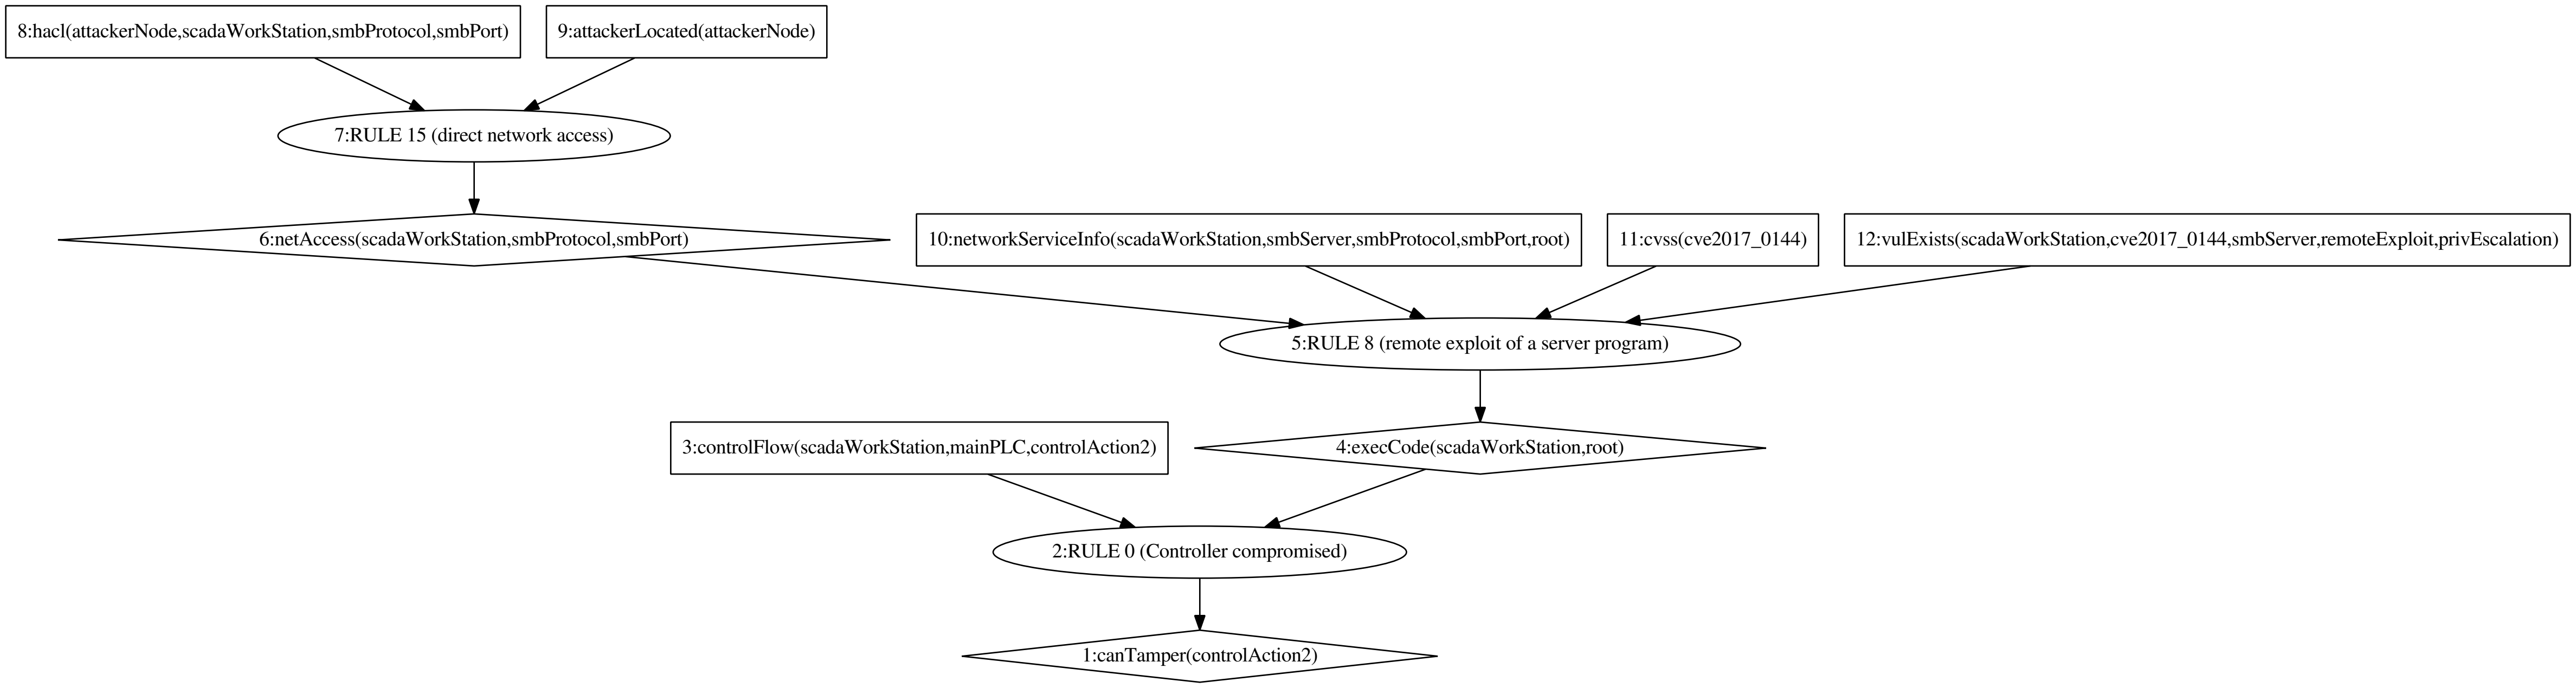 8:hacl(attackerNode,scadaWorkStation,smbProtocol,smbPort)
9:attackerLocated(attackerNode)
7:RULE 15 (direct network access)
6:netAccess(scadaWorkStation,smbProtocol,smbPort)
10:networkServiceInfo(scadaWorkStation,smbServer,smbProtocol,smbPort,root)
11:cvss(cve2017_0144)
12:vulExists(scadaWorkStation,cve2017_0144,smbServer,remoteExploit,privEscalation)
5:RULE 8 (remote exploit of a server program)
3:controlFlow(scadaWorkStation,mainPLC,controlAction2)
4:execCode(scadaWorkStation,root)
2:RULE 0 (Controller compromised)
1:canTamper(controlAction2)